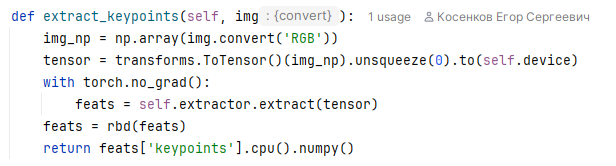 def extract_keypoints(self, img: {convert}): 1 usage Косенков Егор Сергеевич
    img_np = np.array(img.convert('RGB'))
    tensor = transforms.ToTensor()(img_np).unsqueeze(0).to(self.device)
    with torch.no_grad():
        feats = self.extractor.extract(tensor)
    feats = rbd(feats)
    return feats['keypoints'].cpu().numpy()